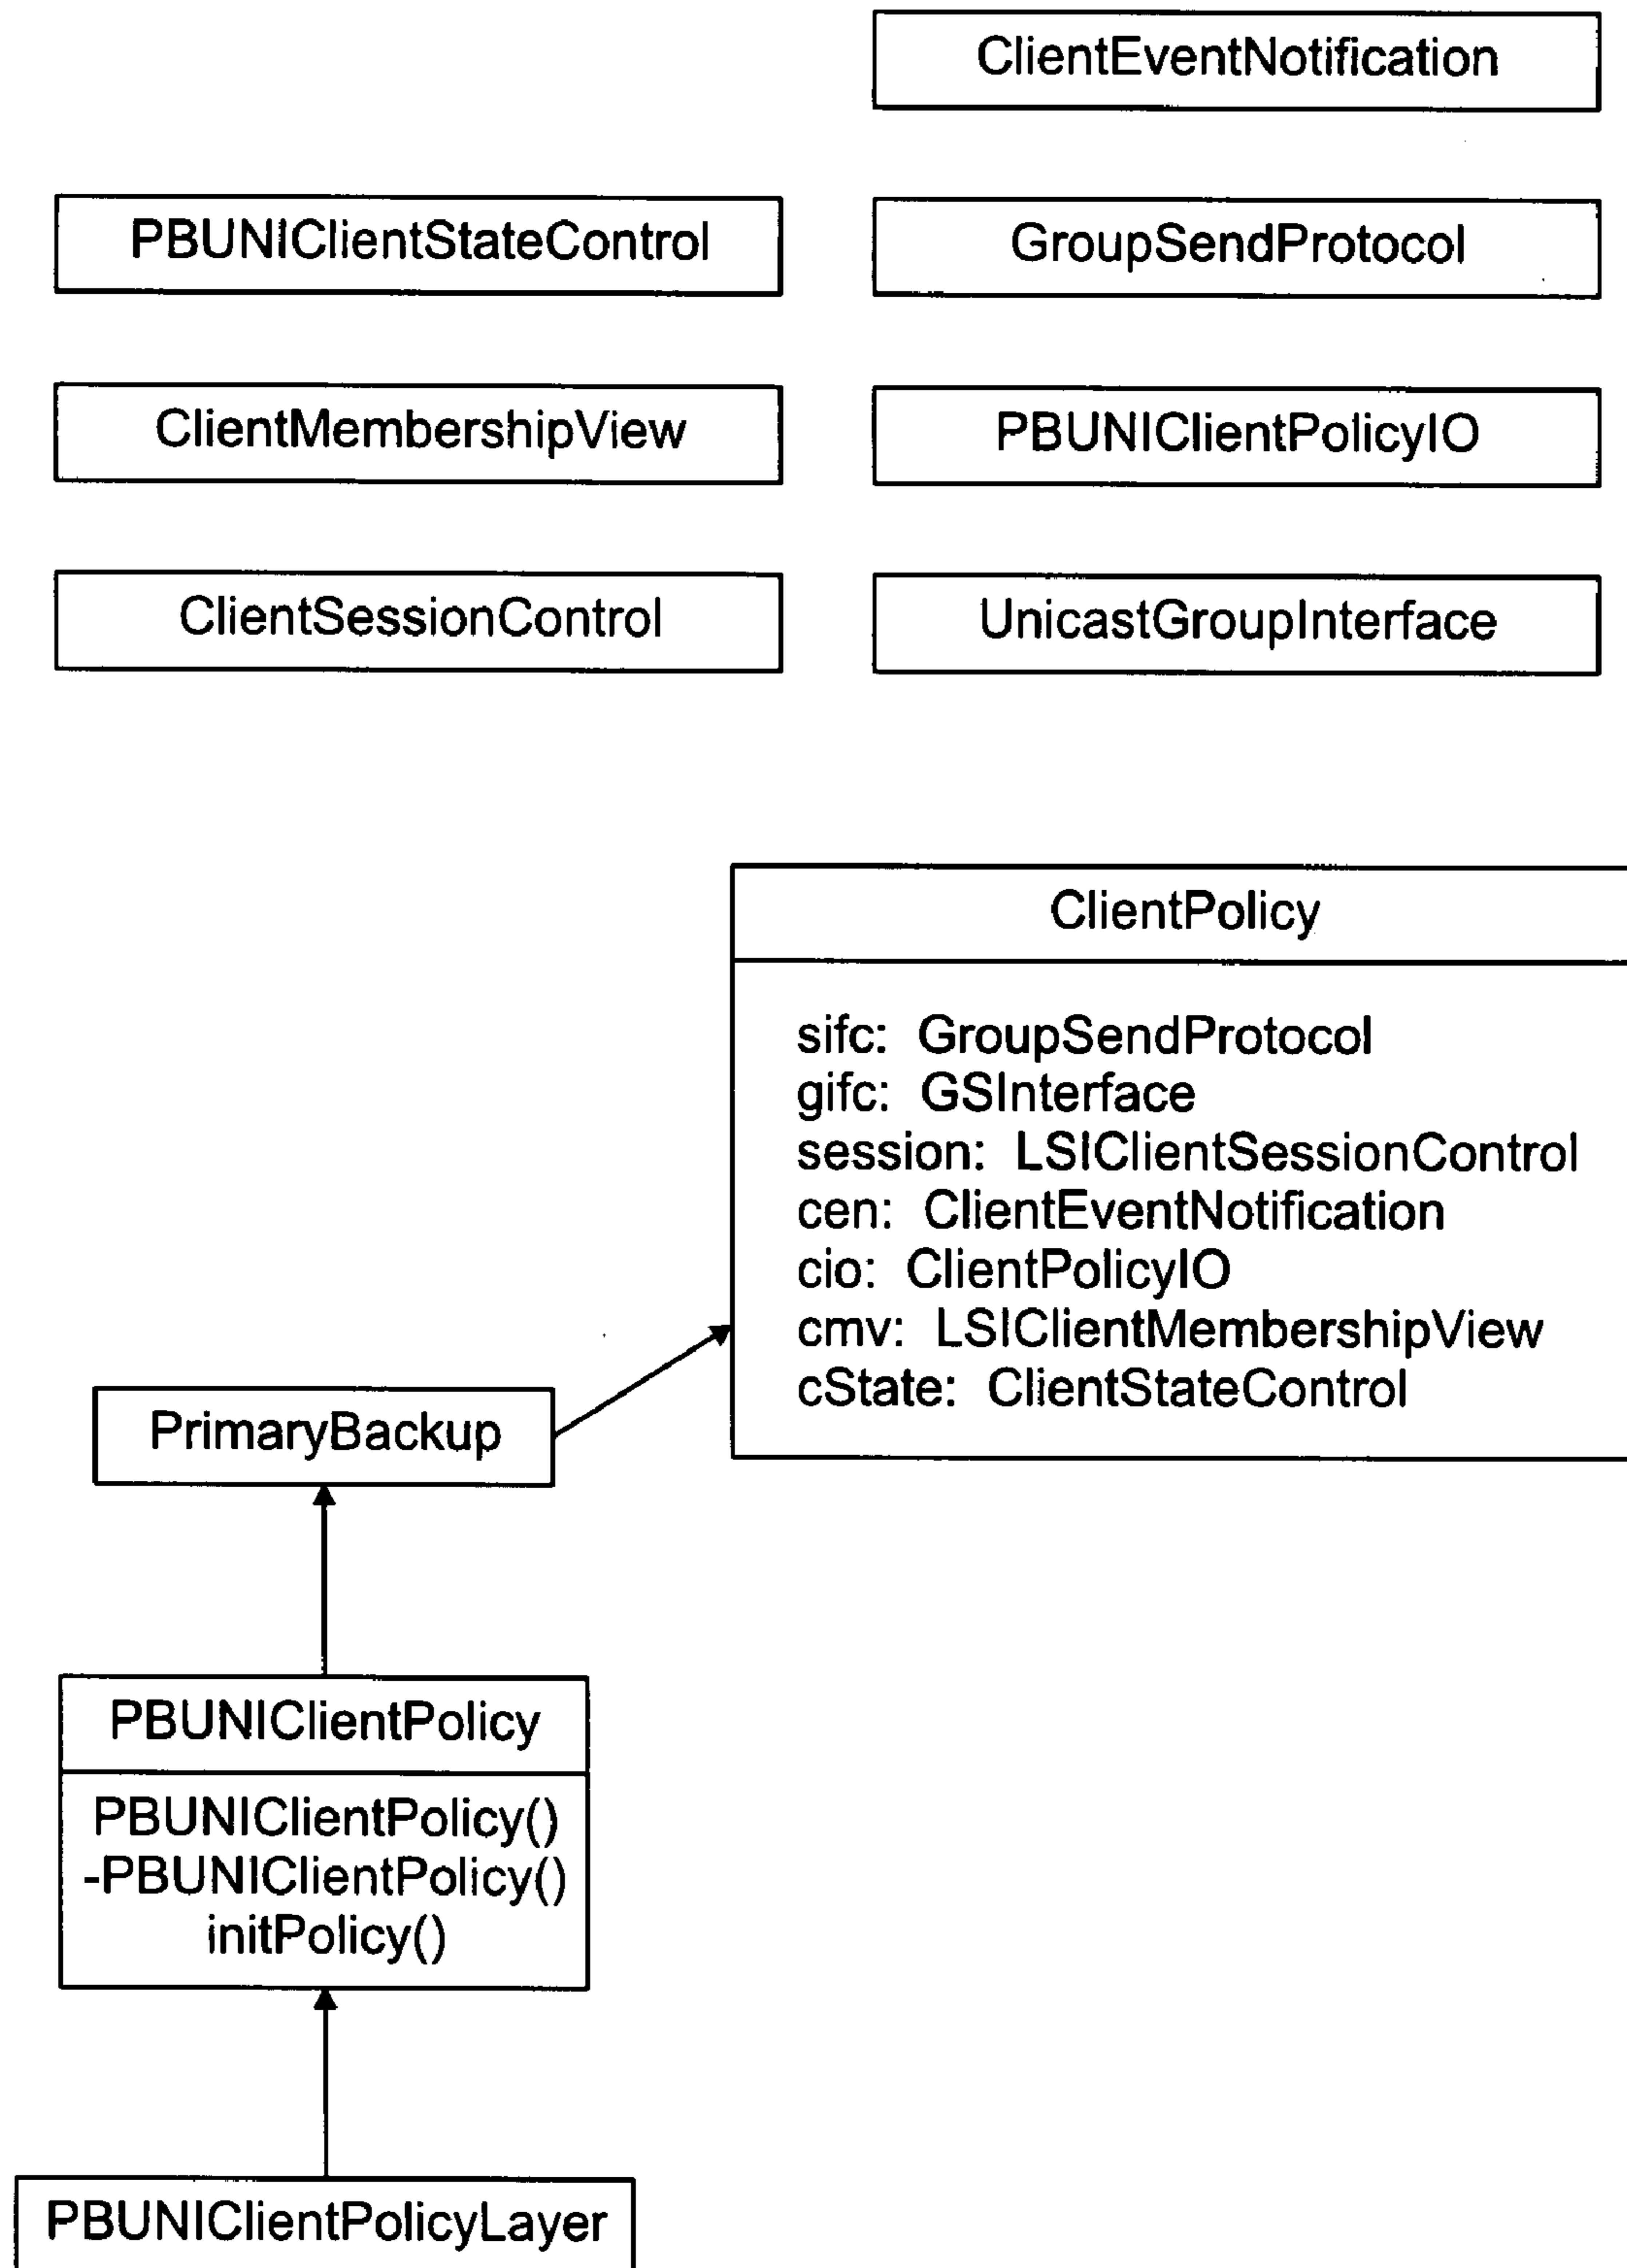 ClientEventNotification
PBUNIClientStateControl
GroupSendProtocol
ClientMembershipView
PBUNIClientPolicyIO
ClientSessionControl
UnicastGroupInterface
ClientPolicy
sifc: GroupSendProtocol
gifc: GSInterface
session: LSIClientSessionControl
cen: ClientEventNotification
cio: ClientPolicyIO
cmv: LSIClientMembershipView
cState: ClientStateControl
PrimaryBackup
PBUNIClientPolicy
PBUNIClientPolicy()
-PBUNIClientPolicy()
initPolicy()
PBUNIClientPolicyLayer